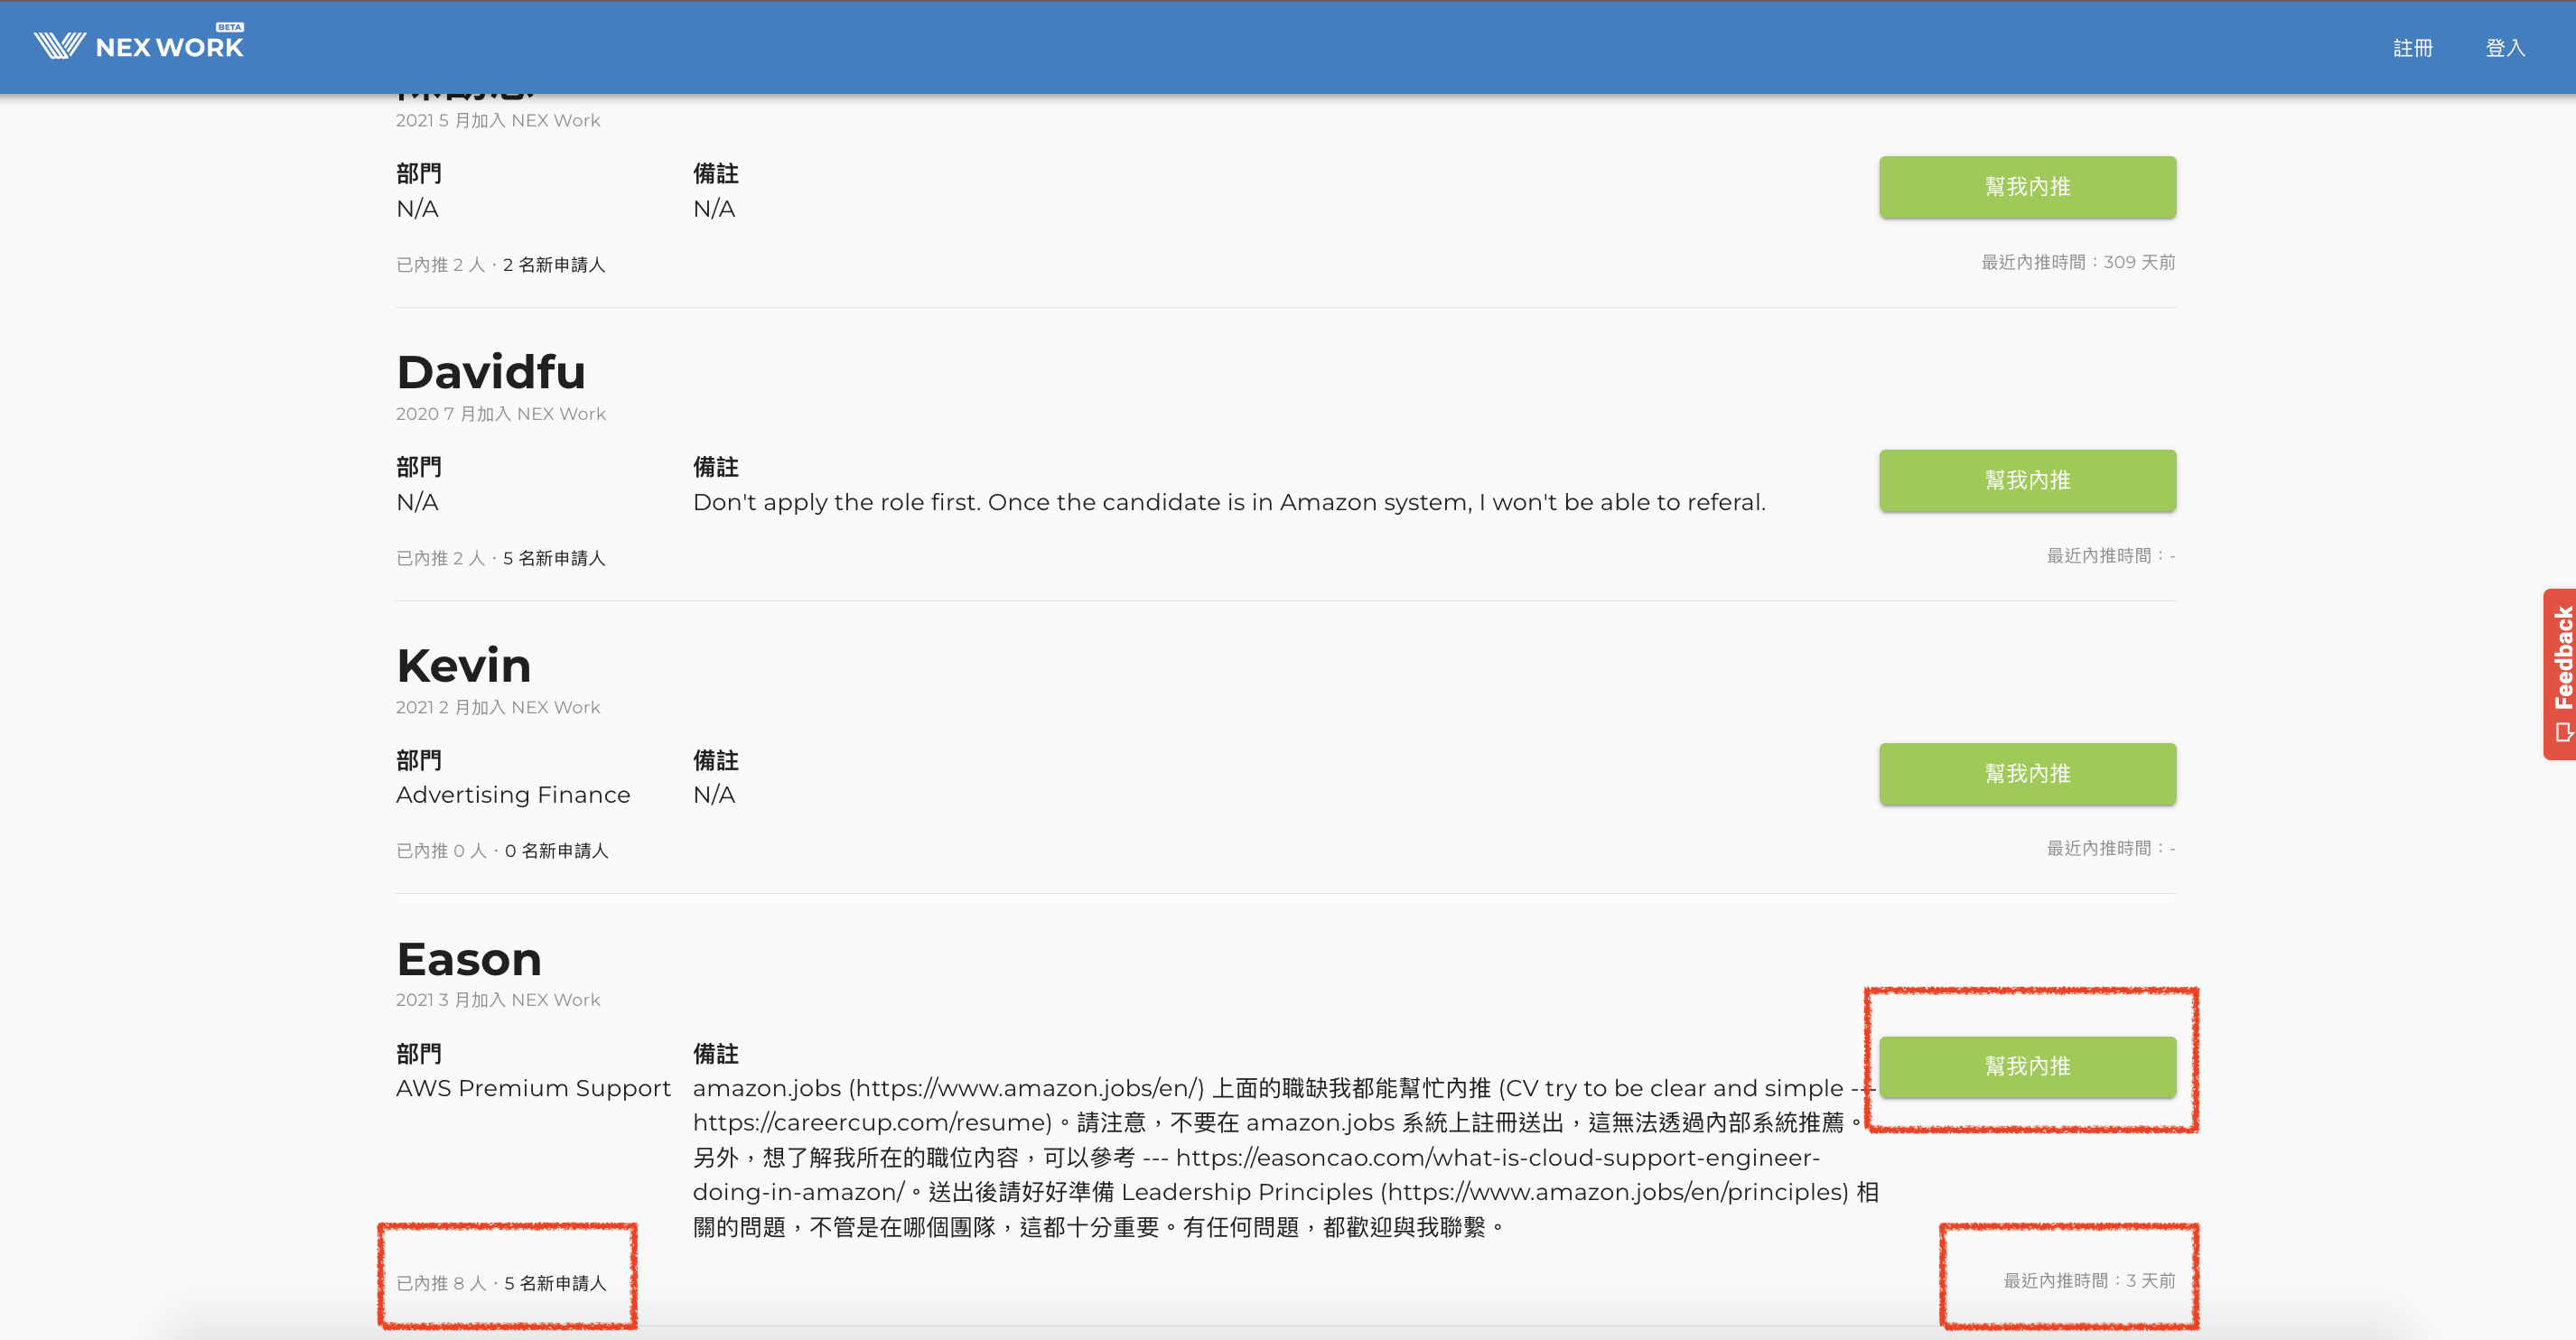 NEX WORK BETA
註冊 登入
2021 5 月加入 NEX Work
部門 備註
N/A N/A
幫我內推
已內推 2 人・2 名新申請人
最近內推時間：309 天前
Davidfu
2020 7 月加入 NEX Work
部門 備註
N/A Don't apply the role first. Once the candidate is in Amazon system, I won't be able to referal.
幫我內推
已內推 2 人・5 名新申請人
最近內推時間：-
Kevin
2021 2 月加入 NEX Work
部門 備註
Advertising Finance N/A
幫我內推
已內推 0 人・0 名新申請人
最近內推時間：-
Eason
2021 3 月加入 NEX Work
部門 備註
AWS Premium Support
amazon.jobs (https://www.amazon.jobs/en/) 上面的職缺我都能幫忙內推 (CV try to be clear and simple ---
https://careercup.com/resume)。請注意，不要在 amazon.jobs 系統上註冊送出，這無法透過內部系統推薦。
另外，想了解我所在的職位內容，可以參考 --- https://easoncao.com/what-is-cloud-support-engineer-
doing-in-amazon/。送出後請好好準備 Leadership Principles (https://www.amazon.jobs/en/principles) 相
關的問題，不管是在哪個團隊，這都十分重要。有任何問題，都歡迎與我聯繫。
幫我內推
已內推 8 人・5 名新申請人
最近內推時間：3 天前
Feedback